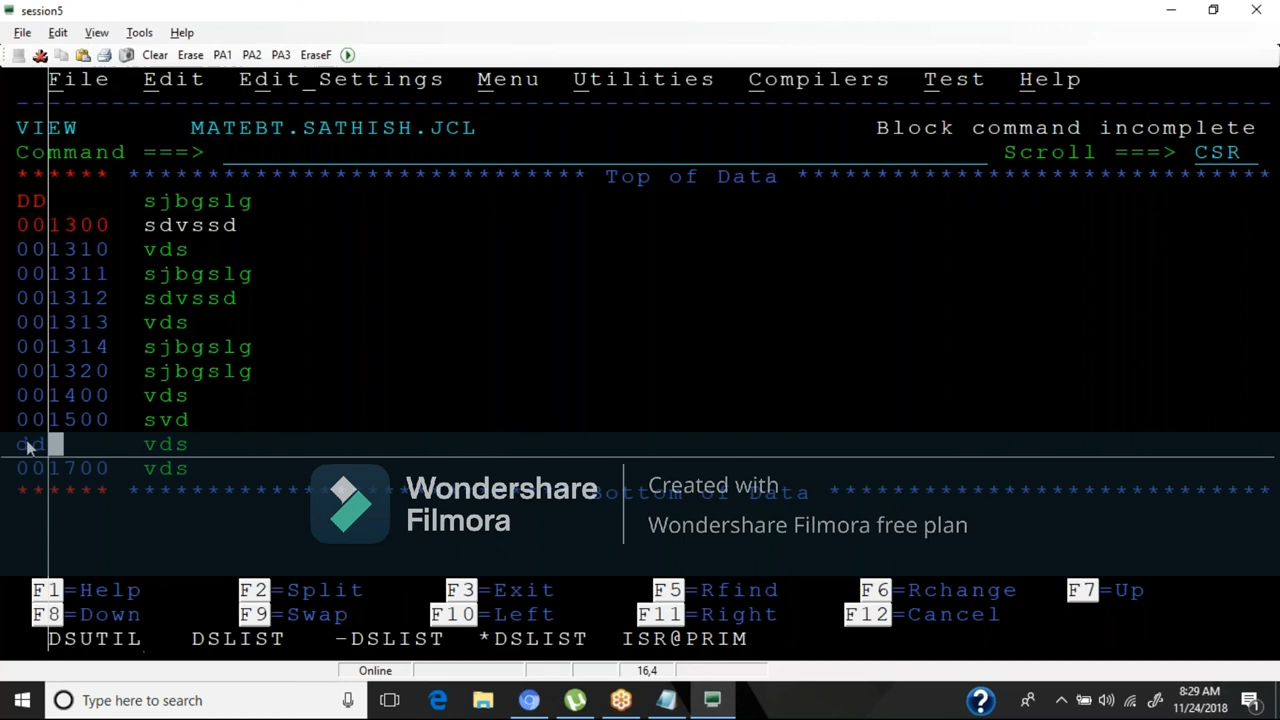 session5
File Edit View Tools Help
Clear Erase PA1 PA2 PA3 EraseF
File Edit Edit_Settings Menu Utilities Compilers Test Help
VIEW MATEBT.SATHISH.JCL Block command incomplete
Command ===> Scroll ===> CSR
****** **************************** Top of Data ****************************
DD sjbgslg
001300 sdvssd
001310 vds
001311 sjbgslg
001312 sdvssd
001313 vds
001314 sjbgslg
001320 sjbgslg
001400 vds
001500 svd
dd vds
001700 vds
****** Bottom of Data ****************************
Wondershare
Filmora
Created with
Wondershare Filmora free plan
F1=Help F2=Split F3=Exit F5=Rfind F6=Rchange F7=Up
F8=Down F9=Swap F10=Left F11=Right F12=Cancel
DSUTIL DSLIST -DSLIST *DSLIST ISR@PRIM
Online 16,4
Type here to search
8:29 AM
11/24/2018